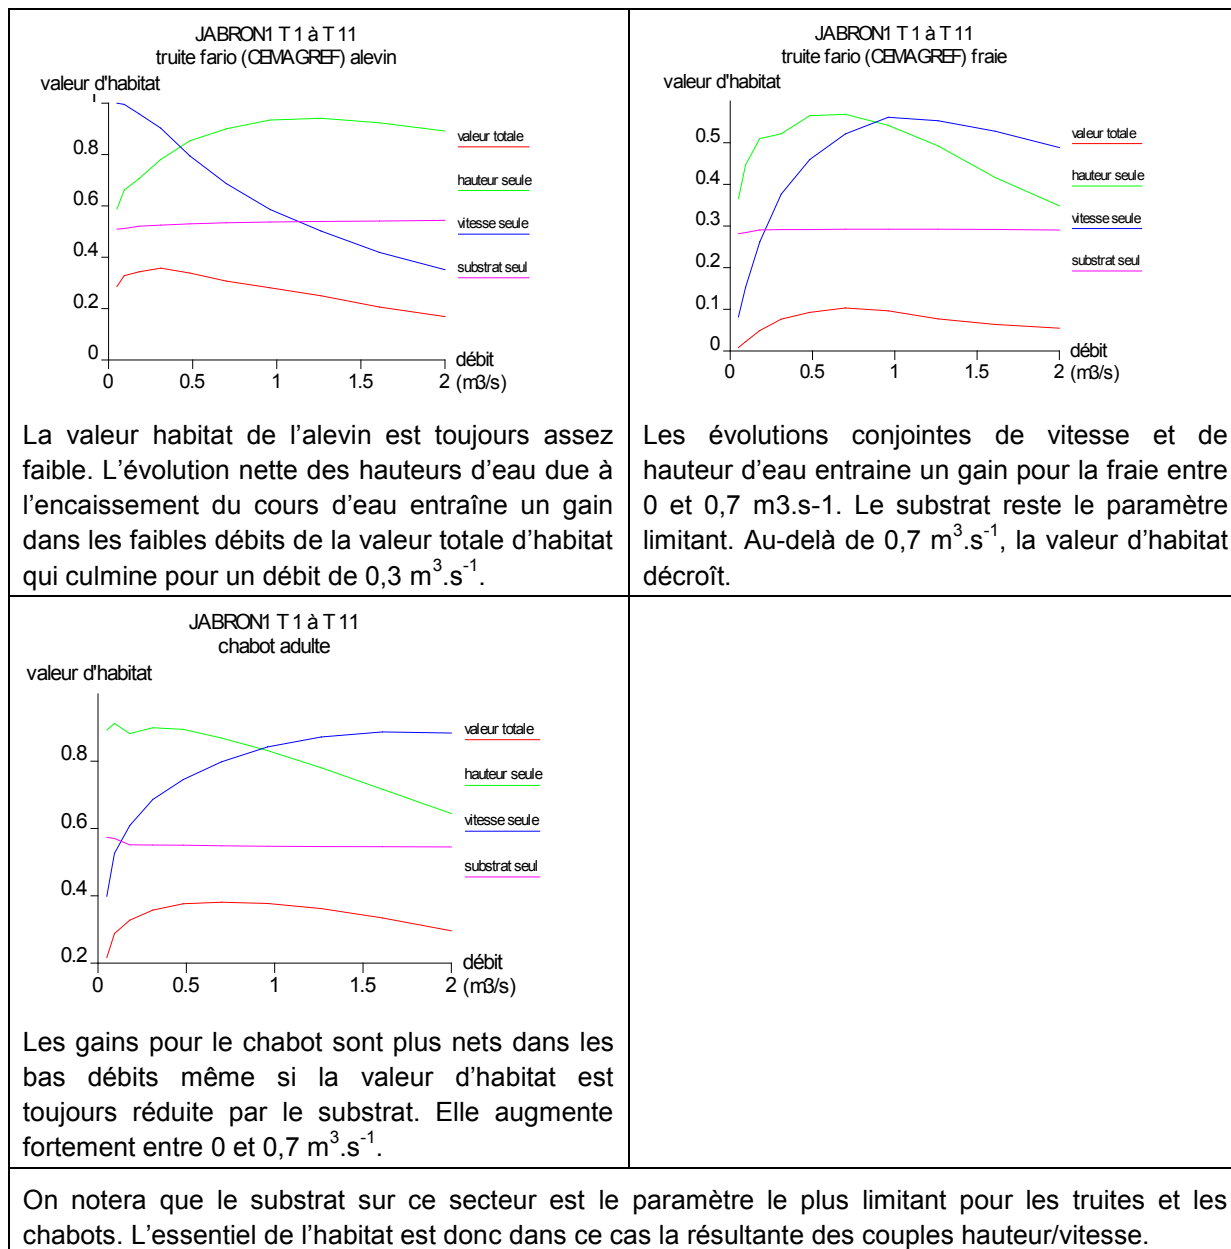 JABRON1 T 1 à T 11
truite fario (CEMAGREF) alevin
valeur d'habitat
1
0.8
0.6
0.4
0.2
0
0
0.5
1
1.5
2
débit
(m3/s)
valeur totale
hauteur seule
vitesse seule
substrat seul
La valeur habitat de l'alevin est toujours assez
faible. L'évolution nette des hauteurs d'eau due à
l'encaissement du cours d'eau entraîne un gain
dans les faibles débits de la valeur totale d'habitat
qui culmine pour un débit de 0,3 m³.s⁻¹.
JABRON1 T 1 à T 11
truite fario (CEMAGREF) fraie
valeur d'habitat
0.5
0.4
0.3
0.2
0.1
0
0
0.5
1
1.5
2
débit
(m3/s)
valeur totale
hauteur seule
vitesse seule
substrat seul
Les évolutions conjointes de vitesse et de
hauteur d'eau entraine un gain pour la fraie entre
0 et 0,7 m3.s-1. Le substrat reste le paramètre
limitant. Au-delà de 0,7 m³.s⁻¹, la valeur d'habitat
décroît.
JABRON1 T 1 à T 11
chabot adulte
valeur d'habitat
0.8
0.6
0.4
0.2
0
0.5
1
1.5
2
débit
(m3/s)
valeur totale
hauteur seule
vitesse seule
substrat seul
Les gains pour le chabot sont plus nets dans les
bas débits même si la valeur d'habitat est
toujours réduite par le substrat. Elle augmente
fortement entre 0 et 0,7 m³.s⁻¹.
On notera que le substrat sur ce secteur est le paramètre le plus limitant pour les truites et les
chabots. L'essentiel de l'habitat est donc dans ce cas la résultante des couples hauteur/vitesse.